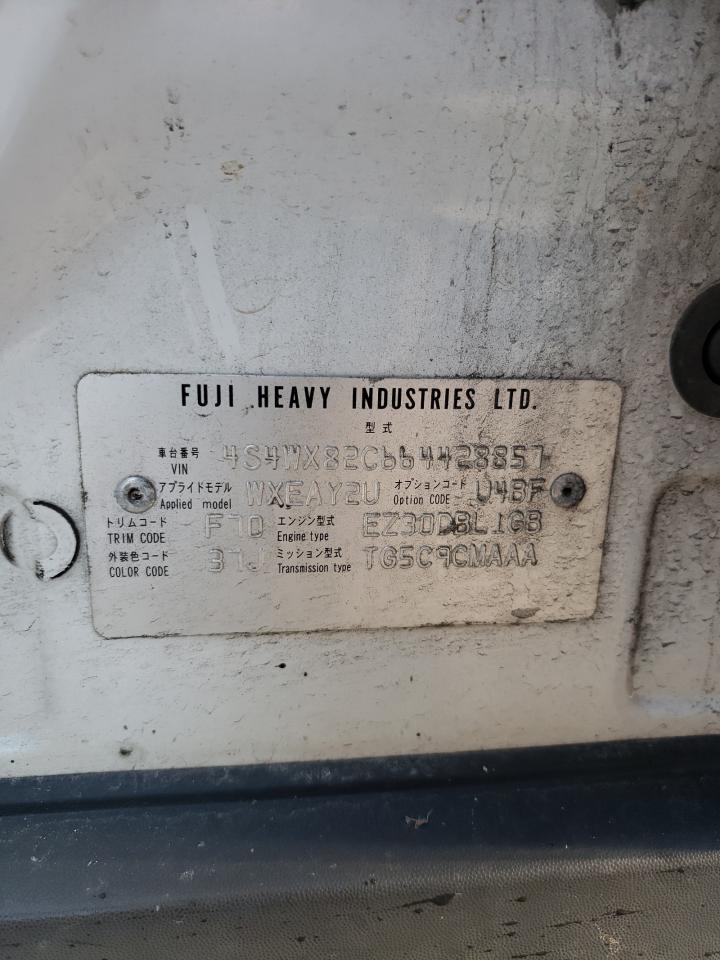 FUJI HEAVY INDUSTRIES LTD.
型式
車台番号 VIN 4S4WX82C664428857
アプライドモデル Applied model WXEAY2U オプションコード Option CODE U4BF
トリムコード TRIM CODE F70 エンジン型式 Engine type
外装色コード COLOR CODE 37J ミッション型式 Transmission type TG5C9CMAAA